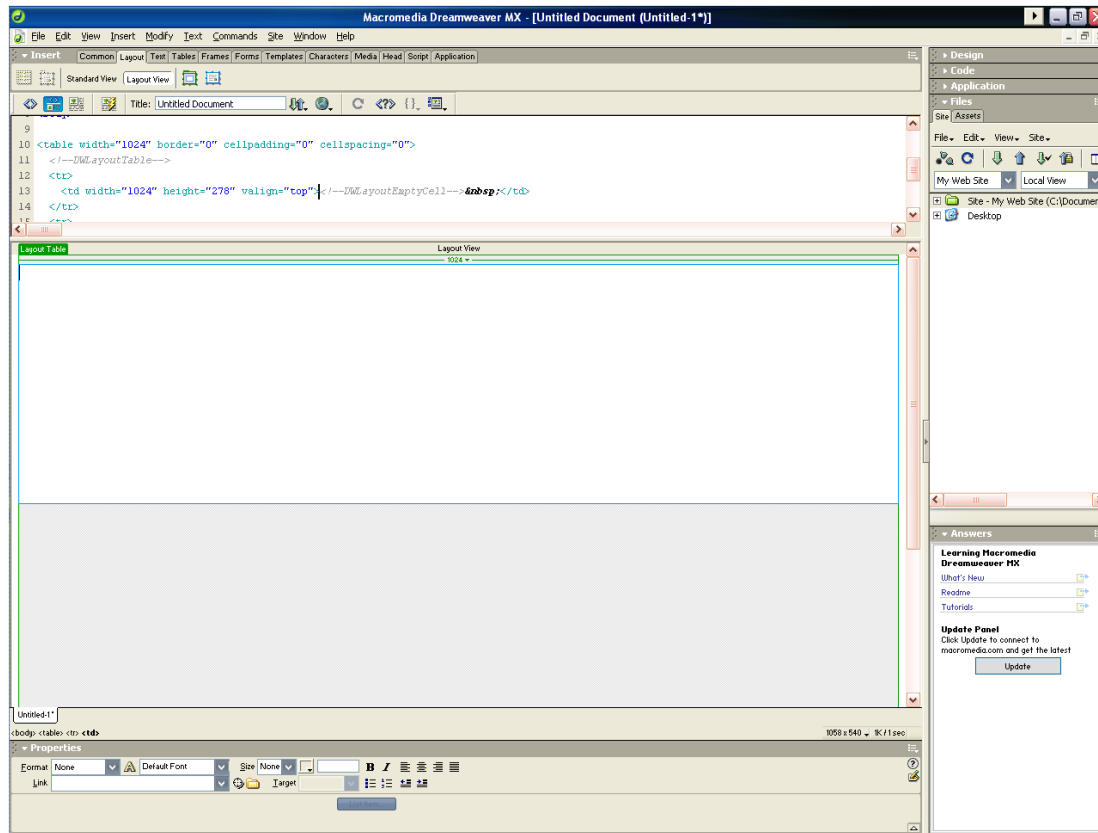 Macromedia Dreamweaver MX - [Untitled Document (Untitled-1*)]
File Edit View Insert Modify Text Commands Site Window Help
Insert Common Layout Text Tables Frames Forms Templates Characters Media Head Script Application
Standard View Layout View
Title: Untitled Document
9
10 <table width="1024" border="0" cellpadding="0" cellspacing="0">
11 <!--DWLayoutTable-->
12 <tr>
13 <td width="1024" height="278" valign="top"><!--DWLayoutEmptyCell-->&nbsp;</td>
14 </tr>
15 <tr>
Layout Table Layout View
1024
Untitled-1*
<body> <table> <tr> <td> 1058 x 540 1K / 1 sec
Properties
Format None Default Font Size None B I
Link Target
List Item...
Design
Code
Application
Files
Site Assets
File Edit View Site
My Web Site Local View
Site - My Web Site (C:\Documen
Desktop
Answers
Learning Macromedia
Dreamweaver MX
What's New
Readme
Tutorials
Update Panel
Click Update to connect to
macromedia.com and get the latest
Update